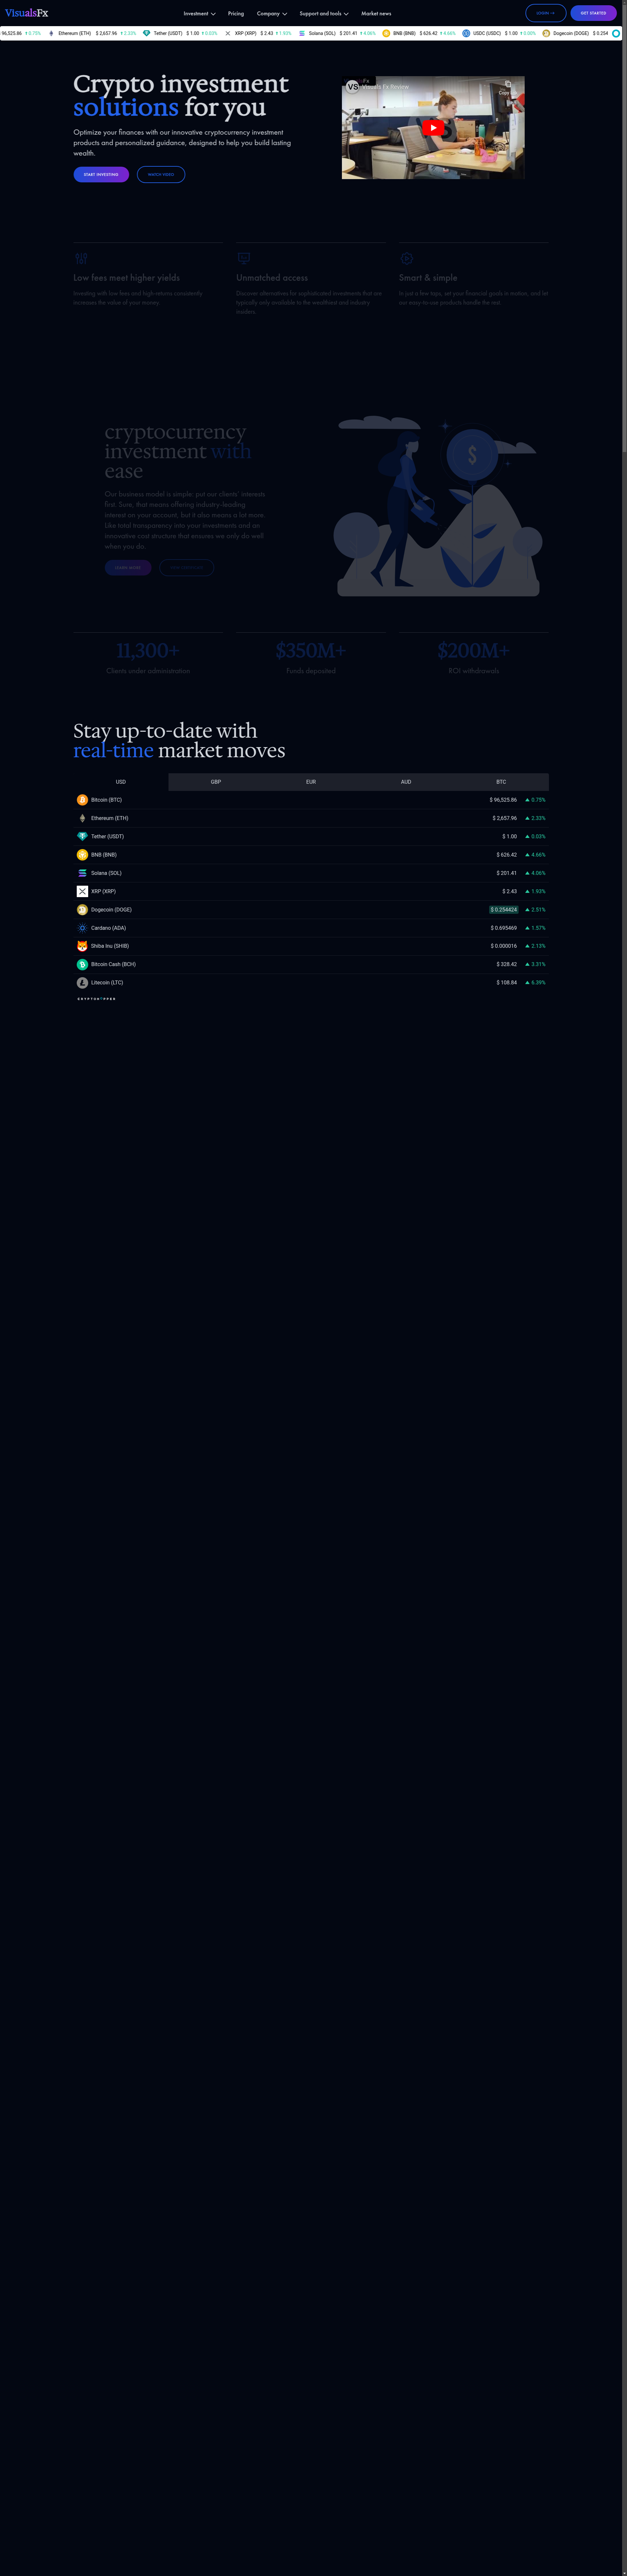 VisualsFx
Investment
Pricing
Company
Support and tools
Market news
LOGIN
GET STARTED
96,525.86 0.75%
Ethereum (ETH) $ 2,657.96 2.33%
Tether (USDT) $ 1.00 0.03%
XRP (XRP) $ 2.43 1.93%
Solana (SOL) $ 201.41 4.06%
BNB (BNB) $ 626.42 4.66%
USDC (USDC) $ 1.00 0.00%
Dogecoin (DOGE) $ 0.254
Crypto investment
solutions for you
Optimize your finances with our innovative cryptocurrency investment
products and personalized guidance, designed to help you build lasting
wealth.
START INVESTING
WATCH VIDEO
VS
Visuals Fx Review
Low fees meet higher yields
Investing with low fees and high-returns consistently
increases the value of your money.
Unmatched access
Discover alternatives for sophisticated investments that are
typically only available to the wealthiest and industry
insiders.
Smart & simple
In just a few taps, set your financial goals in motion, and let
our easy-to-use products handle the rest.
cryptocurrency
investment with
ease
Our business model is simple: put our clients' interests
first. Sure, that means offering industry-leading
interest on your account, but it also means a lot more.
Like total transparency into your investments and an
innovative cost structure that ensures we only do well
when you do.
LEARN MORE
11,300+
Clients under administration
$350M+
Funds deposited
$200M+
ROI withdrawals
Stay up-to-date with
real-time market moves
USD GBP EUR AUD BTC
Bitcoin (BTC) $ 96,525.86 0.75%
Ethereum (ETH) $ 2,657.96 2.33%
Tether (USDT) $ 1.00 0.03%
BNB (BNB) $ 626.42 4.66%
Solana (SOL) $ 201.41 4.06%
XRP (XRP) $ 2.43 1.93%
Dogecoin (DOGE) $ 0.254424 2.51%
Cardano (ADA) $ 0.695469 1.57%
Shiba Inu (SHIB) $ 0.000016 2.13%
Bitcoin Cash (BCH) $ 328.42 3.31%
Litecoin (LTC) $ 108.84 6.39%